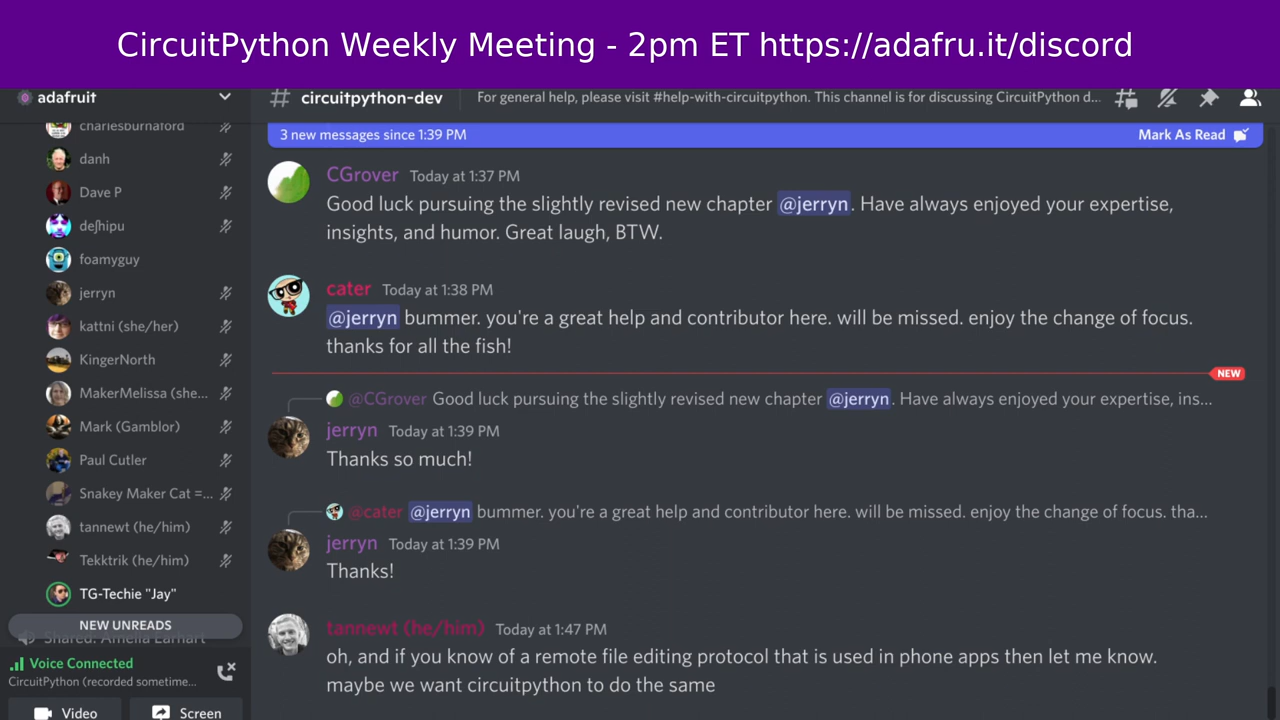 CircuitPython Weekly Meeting - 2pm ET https://adafru.it/discord
adafruit
charlesburnaford
danh
Dave P
deʃhipu
foamyguy
jerryn
kattni (she/her)
KingerNorth
MakerMelissa (she...
Mark (Gamblor)
Paul Cutler
Snakey Maker Cat =...
tannewt (he/him)
Tekktrik (he/him)
TG-Techie "Jay"
NEW UNREADS
Shared: Amelia Earhart
Voice Connected
CircuitPython (recorded sometime...
Video
Screen
# circuitpython-dev
For general help, please visit #help-with-circuitpython. This channel is for discussing CircuitPython d...
3 new messages since 1:39 PM
Mark As Read
CGrover Today at 1:37 PM
Good luck pursuing the slightly revised new chapter @jerryn. Have always enjoyed your expertise,
insights, and humor. Great laugh, BTW.
cater Today at 1:38 PM
@jerryn bummer. you're a great help and contributor here. will be missed. enjoy the change of focus.
thanks for all the fish!
NEW
@CGrover Good luck pursuing the slightly revised new chapter @jerryn. Have always enjoyed your expertise, ins...
jerryn Today at 1:39 PM
Thanks so much!
@cater @jerryn bummer. you're a great help and contributor here. will be missed. enjoy the change of focus. tha...
jerryn Today at 1:39 PM
Thanks!
tannewt (he/him) Today at 1:47 PM
oh, and if you know of a remote file editing protocol that is used in phone apps then let me know.
maybe we want circuitpython to do the same